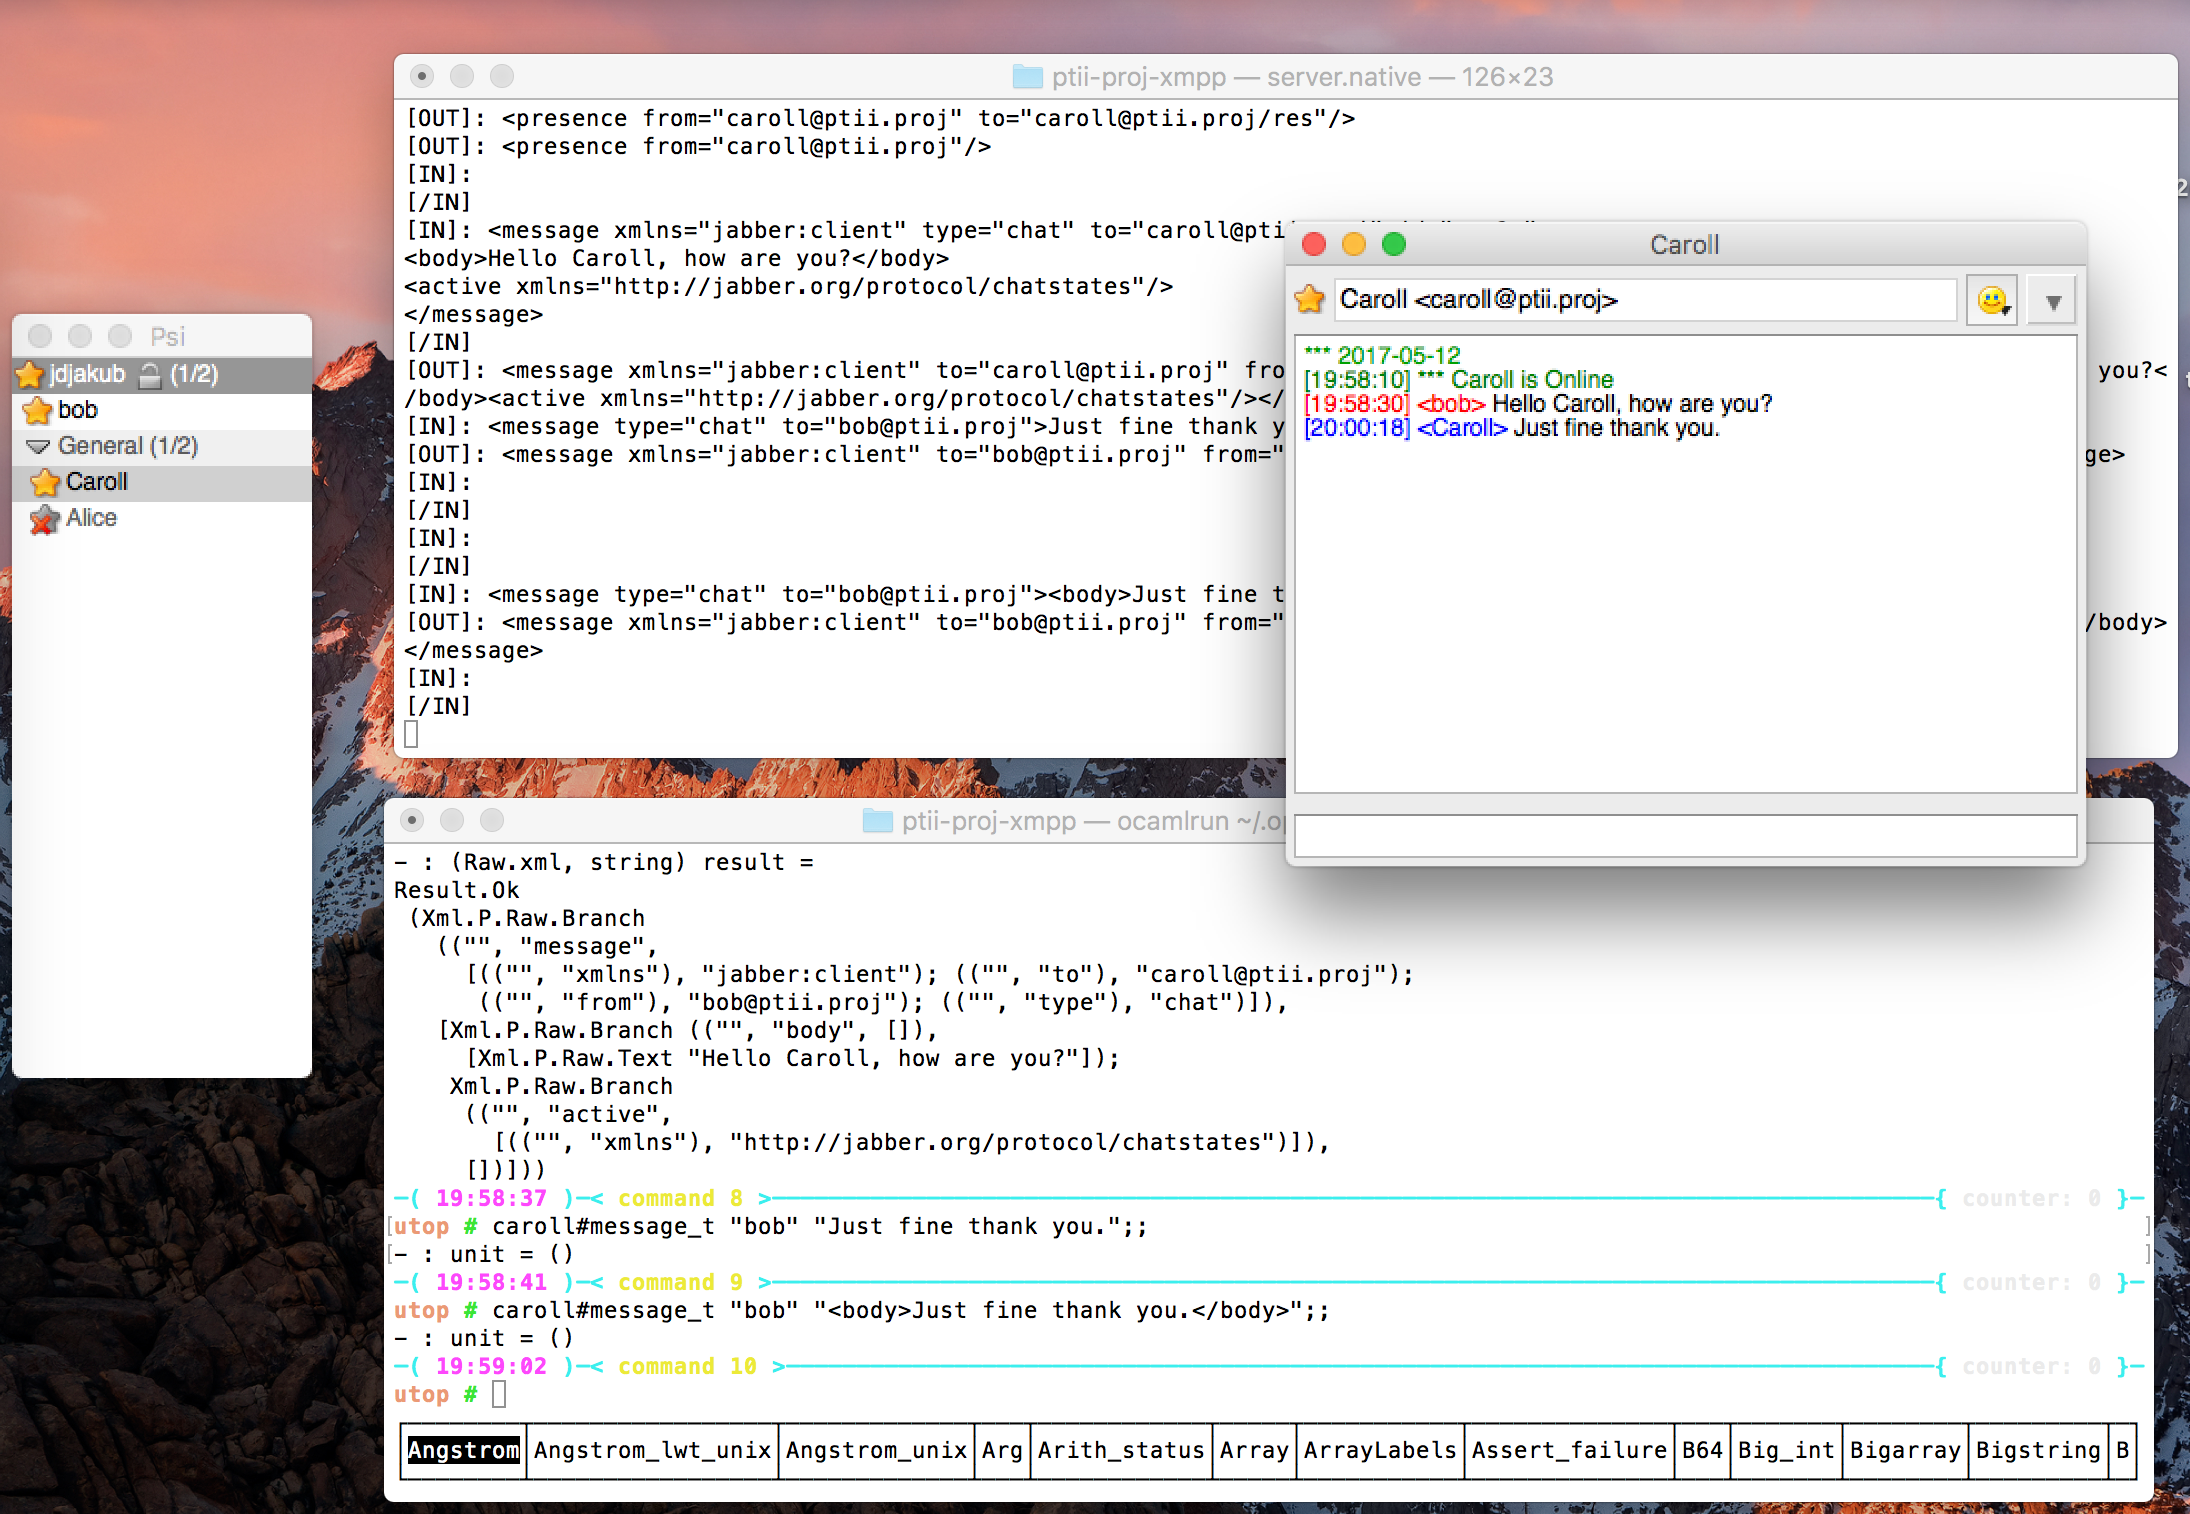 ptii-proj-xmpp — server.native — 126×23
[OUT]: <presence from="caroll@ptii.proj" to="caroll@ptii.proj/res"/>
[OUT]: <presence from="caroll@ptii.proj"/>
[IN]:
[/IN]
[IN]: <message xmlns="jabber:client" type="chat" to="caroll@ptii
<body>Hello Caroll, how are you?</body>
<active xmlns="http://jabber.org/protocol/chatstates"/>
</message>
[/IN]
[OUT]: <message xmlns="jabber:client" to="caroll@ptii.proj" fro you?<
/body><active xmlns="http://jabber.org/protocol/chatstates"/></
[IN]: <message type="chat" to="bob@ptii.proj">Just fine thank y
[OUT]: <message xmlns="jabber:client" to="bob@ptii.proj" from=" ge>
[IN]:
[/IN]
[IN]:
[/IN]
[IN]: <message type="chat" to="bob@ptii.proj"><body>Just fine t
[OUT]: <message xmlns="jabber:client" to="bob@ptii.proj" from=" /body>
</message>
[IN]:
[/IN]
Psi
jdjakub (1/2)
bob
General (1/2)
Caroll
Alice
Caroll
Caroll <caroll@ptii.proj>
*** 2017-05-12
[19:58:10] *** Caroll is Online
[19:58:30] <bob> Hello Caroll, how are you?
[20:00:18] <Caroll> Just fine thank you.
ptii-proj-xmpp — ocamlrun ~/.op
- : (Raw.xml, string) result =
Result.Ok
(Xml.P.Raw.Branch
(("", "message",
[(("", "xmlns"), "jabber:client"); (("", "to"), "caroll@ptii.proj");
(("", "from"), "bob@ptii.proj"); (("", "type"), "chat")]),
[Xml.P.Raw.Branch (("", "body", []),
[Xml.P.Raw.Text "Hello Caroll, how are you?"]);
Xml.P.Raw.Branch
(("", "active",
[(("", "xmlns"), "http://jabber.org/protocol/chatstates")]),
[])]))
─( 19:58:37 )─< command 8 >─{ counter: 0 }─
utop # caroll#message_t "bob" "Just fine thank you.";;
- : unit = ()
─( 19:58:41 )─< command 9 >─{ counter: 0 }─
utop # caroll#message_t "bob" "<body>Just fine thank you.</body>";;
- : unit = ()
─( 19:59:02 )─< command 10 >─{ counter: 0 }─
utop #
Angstrom Angstrom_lwt_unix Angstrom_unix Arg Arith_status Array ArrayLabels Assert_failure B64 Big_int Bigarray Bigstring B